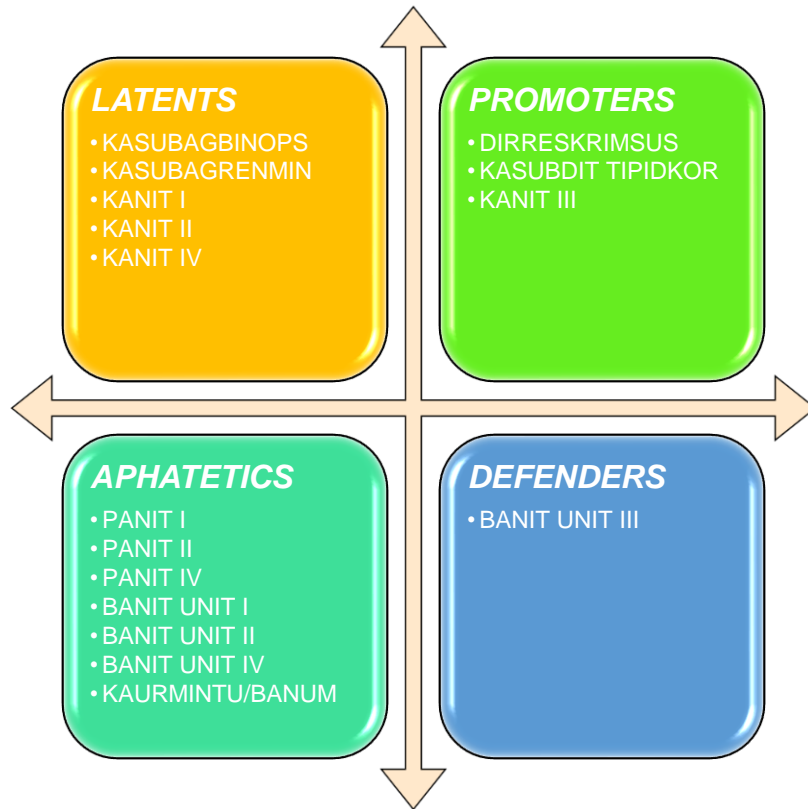 LATENTS
• KASUBAGBINOPS
• KASUBAGRENMIN
• KANIT I
• KANIT II
• KANIT IV
PROMOTERS
• DIRRESKRIMSUS
• KASUBDIT TIPIDKOR
• KANIT III
APHATETICS
• PANIT I
• PANIT II
• PANIT IV
• BANIT UNIT I
• BANIT UNIT II
• BANIT UNIT IV
• KAURMINTU/BANUM
DEFENDERS
• BANIT UNIT III